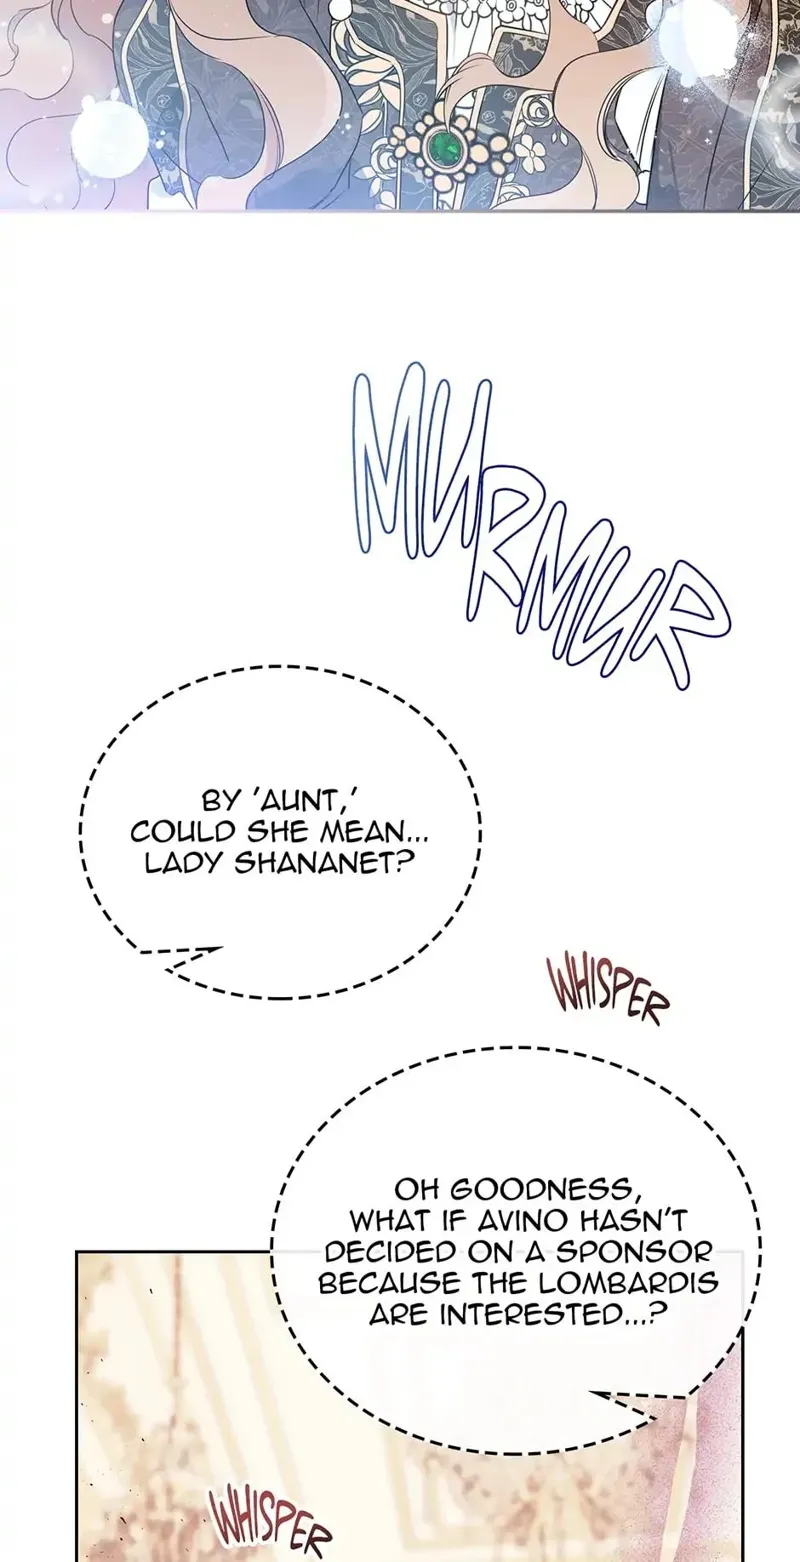 MURMUR
BY 'AUNT,'
COULD SHE MEAN...
LADY SHANANET?
WHISPER
OH GOODNESS,
WHAT IF AVINO HASN'T
DECIDED ON A SPONSOR
BECAUSE THE LOMBARDIS
ARE INTERESTED...?
WHISPER